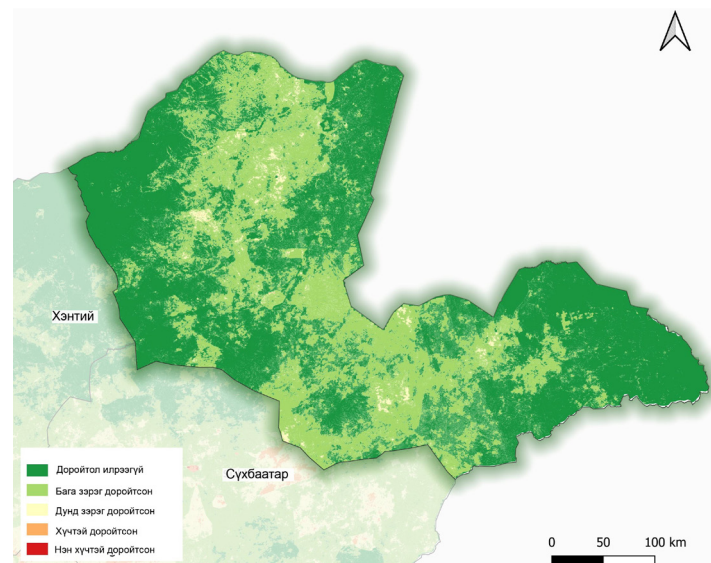 Хэнтий
Сүхбаатар
Доройтол илрээгүй
Бага зэрэг доройтсон
Дунд зэрэг доройтсон
Хүчтэй доройтсон
Нэн хүчтэй доройтсон
0 50 100 km